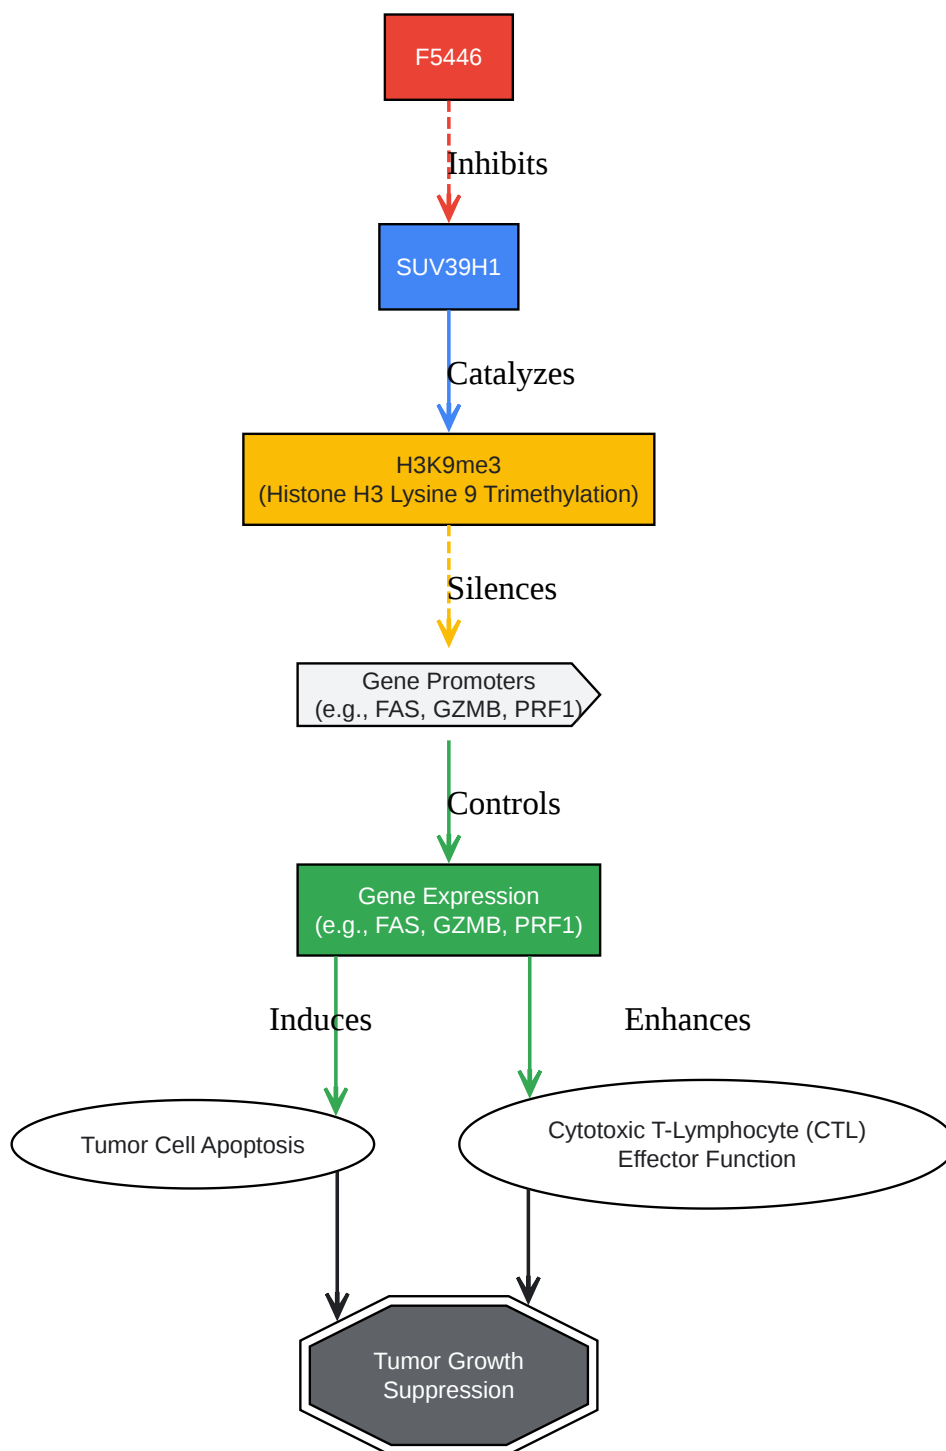 F5446
Inhibits
SUV39H1
Catalyzes
H3K9me3
(Histone H3 Lysine 9 Trimethylation)
Silences
Gene Promoters
(e.g., FAS, GZMB, PRF1)
Controls
Gene Expression
(e.g., FAS, GZMB, PRF1)
Induces
Enhances
Tumor Cell Apoptosis
Cytotoxic T-Lymphocyte (CTL)
Effector Function
Tumor Growth
Suppression